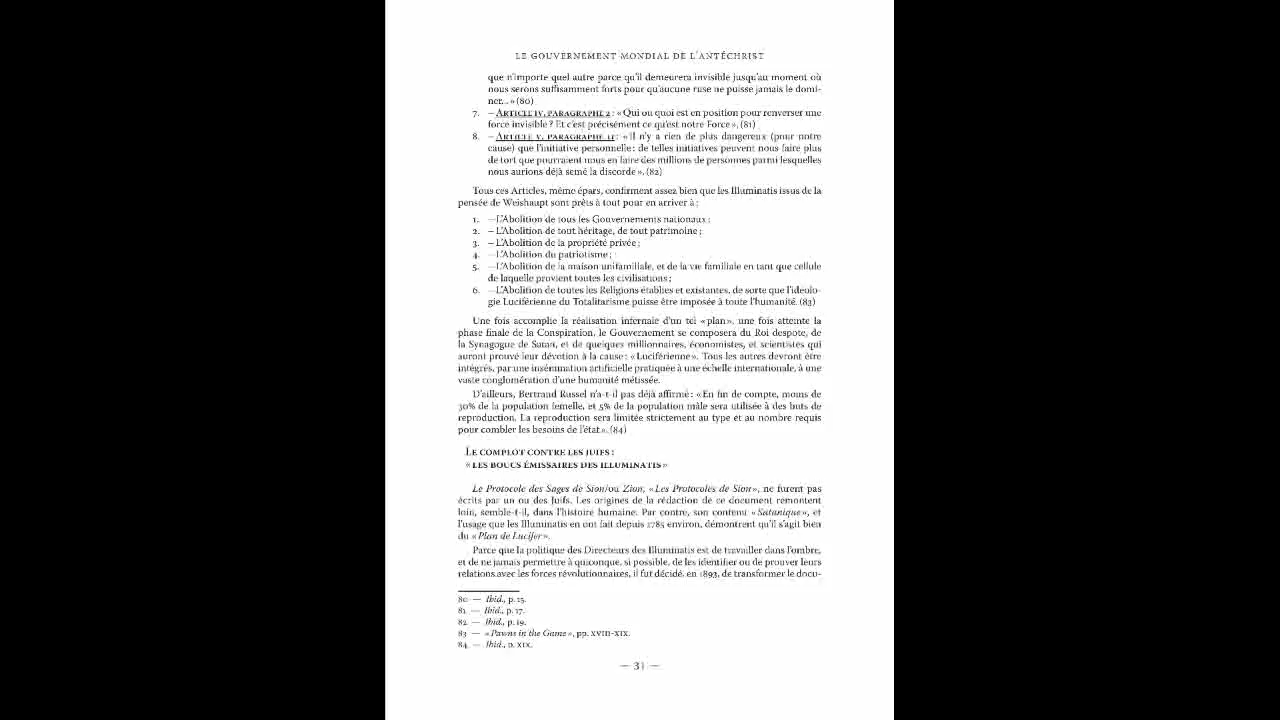 LE GOUVERNEMENT MONDIAL DE L'ANTÉCHRIST
que n'importe quel autre parce qu'il demeurera invisible jusqu'au moment où
nous serons suffisamment forts pour qu'aucune ruse ne puisse jamais le domi-
ner... » (80)
7. – ARTICLE IV, PARAGRAPHE 2 : « Qui ou quoi est en position pour renverser une
force invisible ? Et c'est précisément ce qu'est notre Force ». (81)
8. – ARTICLE V, PARAGRAPHE 11 : « Il n'y a rien de plus dangereux (pour notre
cause) que l'initiative personnelle : de telles initiatives peuvent nous faire plus
de tort que pourraient nous en faire des millions de personnes parmi lesquelles
nous aurions déjà semé la discorde ». (82)
Tous ces Articles, même épars, confirment assez bien que les Illuminatis issus de la
pensée de Weishaupt sont prêts à tout pour en arriver à :
1. – L'Abolition de tous les Gouvernements nationaux ;
2. – L'Abolition de tout héritage, de tout patrimoine ;
3. – L'Abolition de la propriété privée ;
4. – L'Abolition du patriotisme ;
5. – L'Abolition de la maison unifamiliale, et de la vie familiale en tant que cellule
de laquelle provient toutes les civilisations ;
6. – L'Abolition de toutes les Religions établies et existantes, de sorte que l'ideolo-
gie Luciférienne du Totalitarisme puisse être imposée à toute l'humanité. (83)
Une fois accomplie la réalisation infernale d'un tel « plan », une fois atteinte la
phase finale de la Conspiration, le Gouvernement se composera du Roi despote, de
la Synagogue de Satan, et de quelques millionnaires, économistes, et scientistes qui
auront prouvé leur dévotion à la cause : « Luciférienne ». Tous les autres devront être
intégrés, par une insémination artificielle pratiquée à une échelle internationale, à une
vaste conglomération d'une humanité métissée.
D'ailleurs, Bertrand Russel n'a-t-il pas déjà affirmé : « En fin de compte, moins de
30% de la population femelle, et 5% de la population mâle sera utilisée à des buts de
reproduction. La reproduction sera limitée strictement au type et au nombre requis
pour combler les besoins de l'état ». (84)
LE COMPLOT CONTRE LES JUIFS :
« LES BOUCS ÉMISSAIRES DES ILLUMINATIS »
Le Protocole des Sages de Sion/ou Zion, « Les Protocoles de Sion », ne furent pas
écrits par un ou des Juifs. Les origines de la rédaction de ce document remontent
loin, semble-t-il, dans l'histoire humaine. Par contre, son contenu « Satanique », et
l'usage que les Illuminatis en ont fait depuis 1785 environ, démontrent qu'il s'agit bien
du « Plan de Lucifer ».
Parce que la politique des Directeurs des Illuminatis est de travailler dans l'ombre,
et de ne jamais permettre à quiconque, si possible, de les identifier ou de prouver leurs
relations avec les forces révolutionnaires, il fut décidé, en 1893, de transformer le docu-
80 — Ibid., p. 15.
81 — Ibid., p. 17.
82 — Ibid., p. 19.
83 — « Pawns in the Game », pp. XVIII-XIX.
84 — Ibid., p. XIX.
— 31 —